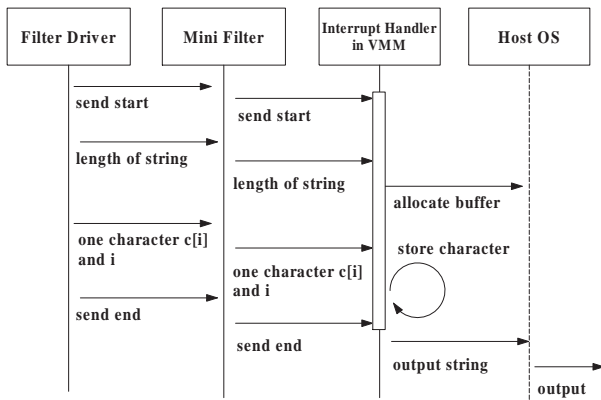 Filter Driver
Mini Filter
Interrupt Handler
in VMM
Host OS
send start
send start
length of string
length of string
allocate buffer
one character c[i]
and i
store character
one character c[i]
and i
send end
send end
output string
output